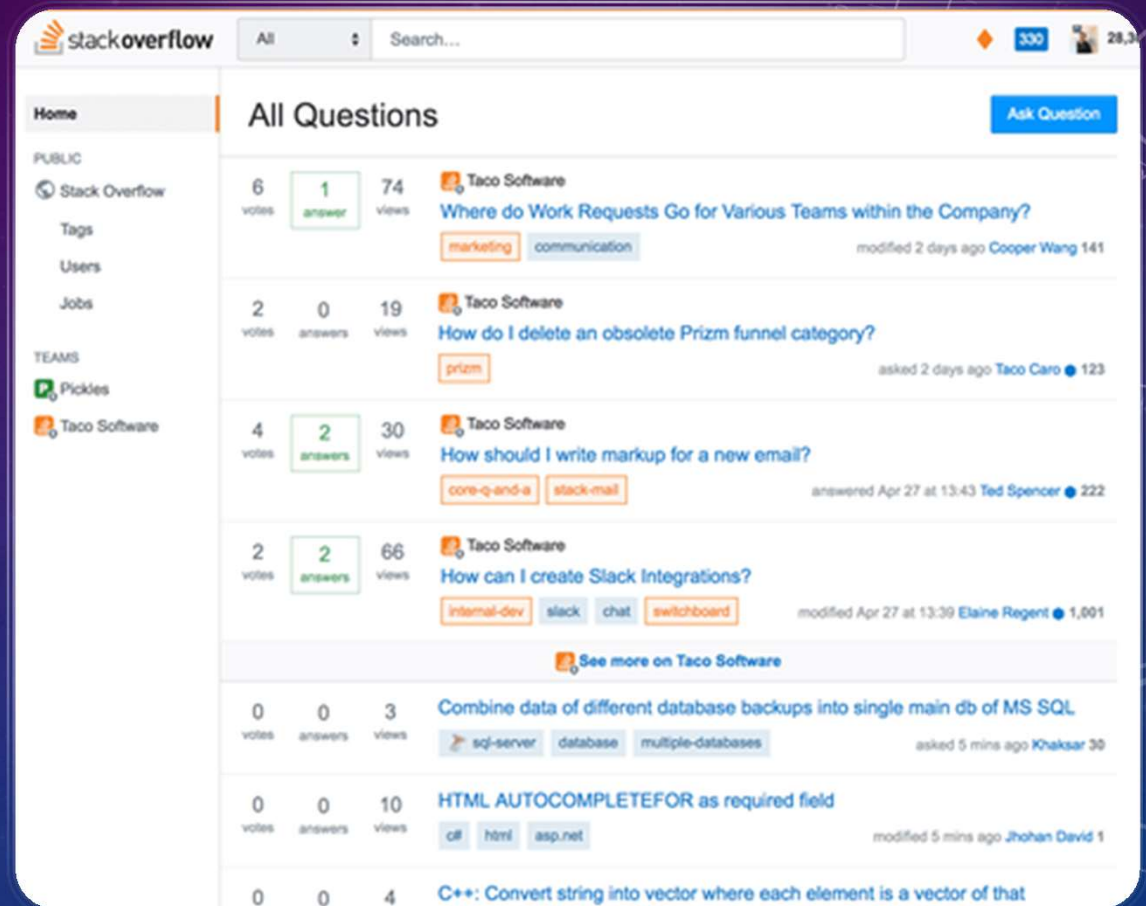 stackoverflow All Search... 330
Home
PUBLIC
Stack Overflow
Tags
Users
Jobs
TEAMS
Pickles
Taco Software
All Questions
Ask Question
6 1 74
votes answer views
Taco Software
Where do Work Requests Go for Various Teams within the Company?
marketing communication
modified 2 days ago Cooper Wang 141
2 0 19
votes answers views
Taco Software
How do I delete an obsolete Prizm funnel category?
prizm
asked 2 days ago Taco Caro 123
4 2 30
votes answers views
Taco Software
How should I write markup for a new email?
core-q-and-a stack-mail
answered Apr 27 at 13:43 Ted Spencer 222
2 2 66
votes answers views
Taco Software
How can I create Slack Integrations?
internal-dev slack chat switchboard
modified Apr 27 at 13:39 Elaine Regent 1,001
See more on Taco Software
0 0 3
votes answers views
Combine data of different database backups into single main db of MS SQL
sql-server database multiple-databases
asked 5 mins ago Khaksar 30
0 0 10
votes answers views
HTML AUTOCOMPLETEFOR as required field
c# html asp.net
modified 5 mins ago Jhohan David 1
0 0 4
C++: Convert string into vector where each element is a vector of that